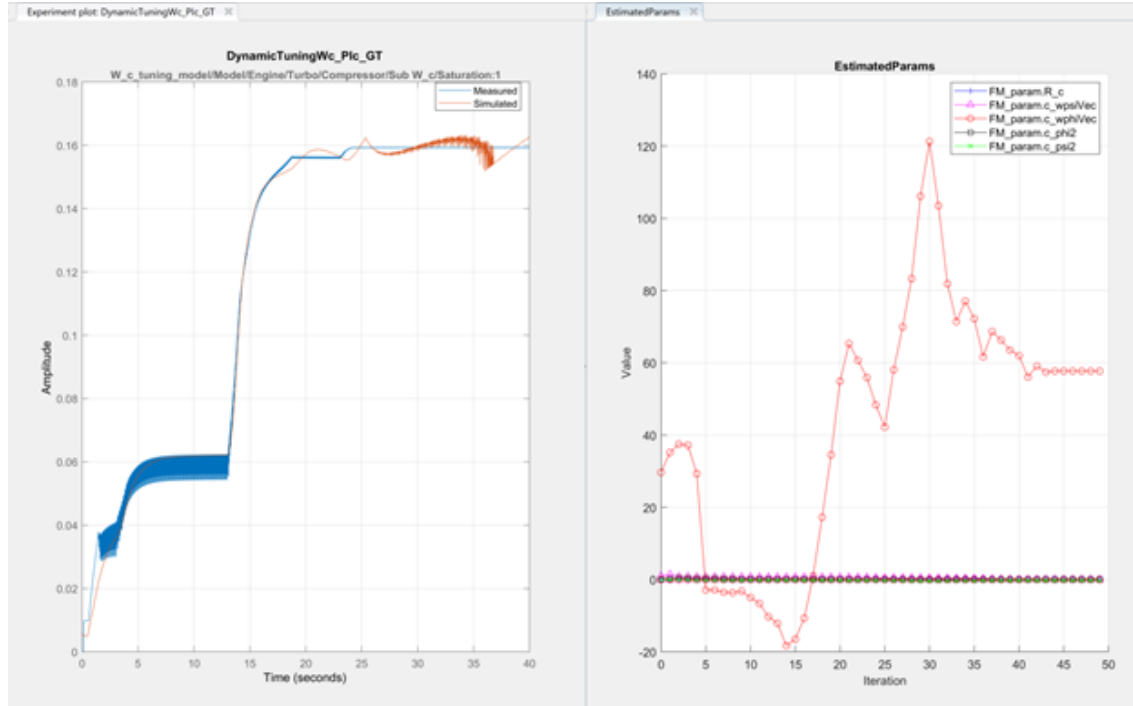 Experiment plot: DynamicTuningWc_Plc_GT
EstimatedParams
DynamicTuningWc_Plc_GT
W_c_tuning_model/Model/Engine/Turbo/Compressor/Sub W_c/Saturation:1
Measured
Simulated
0.18
0.16
0.14
0.12
0.1
0.08
0.06
0.04
0.02
0
Amplitude
0 5 10 15 20 25 30 35 40
Time (seconds)
EstimatedParams
FM_param.R_c
FM_param.c_wpsiVec
FM_param.c_wphiVec
FM_param.c_phi2
FM_param.c_psi2
140
120
100
80
60
40
20
0
-20
Value
0 5 10 15 20 25 30 35 40 45 50
Iteration